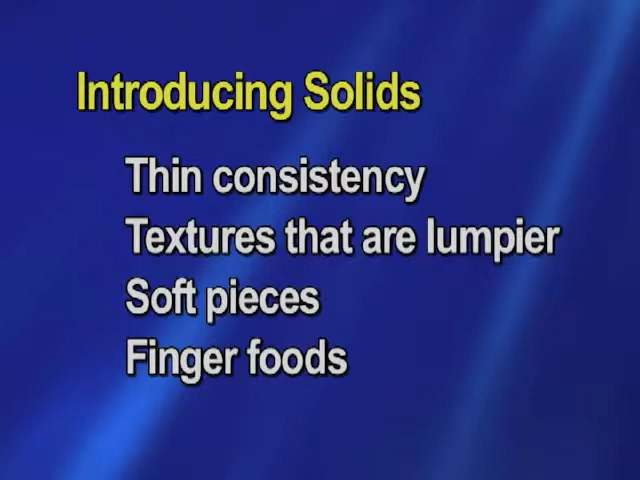 Introducing Solids
Thin consistency
Textures that are lumpier
Soft pieces
Finger foods